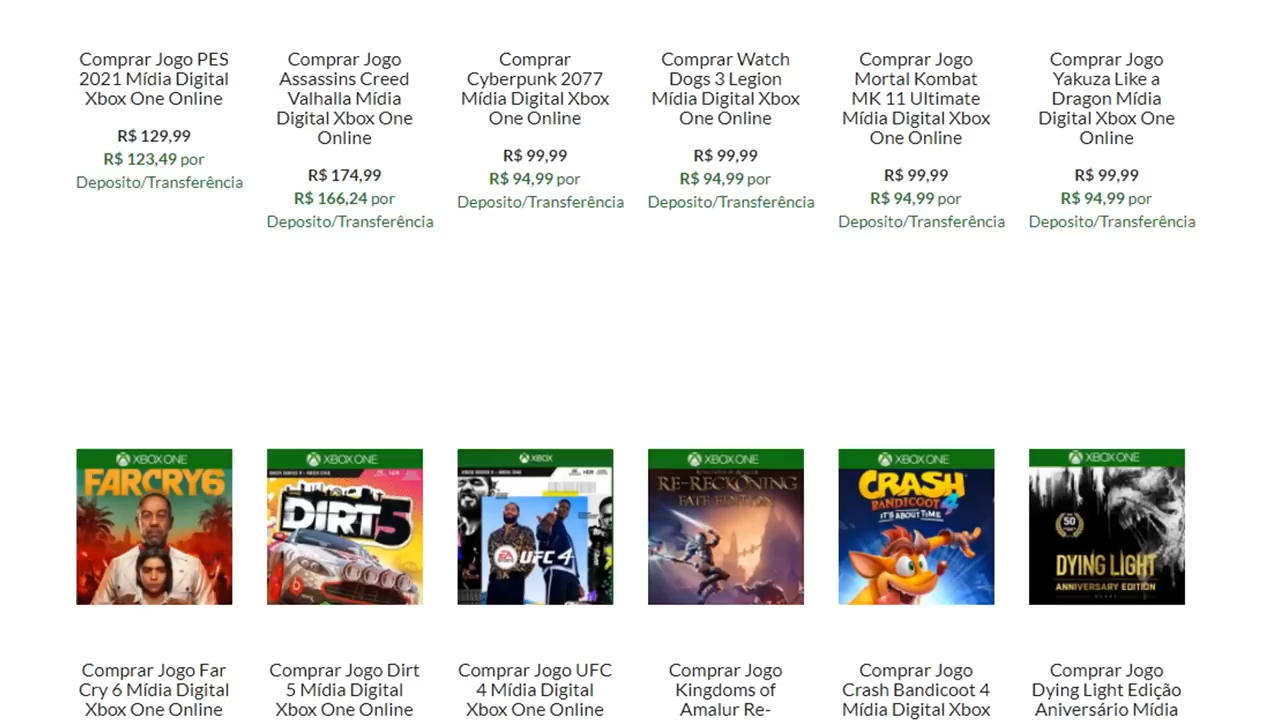 Comprar Jogo PES
2021 Mídia Digital
Xbox One Online
R$ 129,99
R$ 123,49 por
Deposito/Transferência
Comprar Jogo
Assassins Creed
Valhalla Mídia
Digital Xbox One
Online
R$ 174,99
R$ 166,24 por
Deposito/Transferência
Comprar
Cyberpunk 2077
Mídia Digital Xbox
One Online
R$ 99,99
R$ 94,99 por
Deposito/Transferência
Comprar Watch
Dogs 3 Legion
Mídia Digital Xbox
One Online
R$ 99,99
R$ 94,99 por
Deposito/Transferência
Comprar Jogo
Mortal Kombat
MK 11 Ultimate
Mídia Digital Xbox
One Online
R$ 99,99
R$ 94,99 por
Deposito/Transferência
Comprar Jogo
Yakuza Like a
Dragon Mídia
Digital Xbox One
Online
R$ 99,99
R$ 94,99 por
Deposito/Transferência
XBOX ONE
FARCRY6
XBOX ONE
DIRT 5
XBOX
EA
SPORTS
UFC 4
XBOX ONE
RE-RECKONING
FATE EDITION
XBOX ONE
CRASH
BANDICOOT 4
IT'S ABOUT TIME
XBOX ONE
50
DYING LIGHT
ANNIVERSARY EDITION
Comprar Jogo Far
Cry 6 Mídia Digital
Xbox One Online
Comprar Jogo Dirt
5 Mídia Digital
Xbox One Online
Comprar Jogo UFC
4 Mídia Digital
Xbox One Online
Comprar Jogo
Kingdoms of
Amalur Re-
Comprar Jogo
Crash Bandicoot 4
Mídia Digital Xbox
Comprar Jogo
Dying Light Edição
Aniversário Mídia